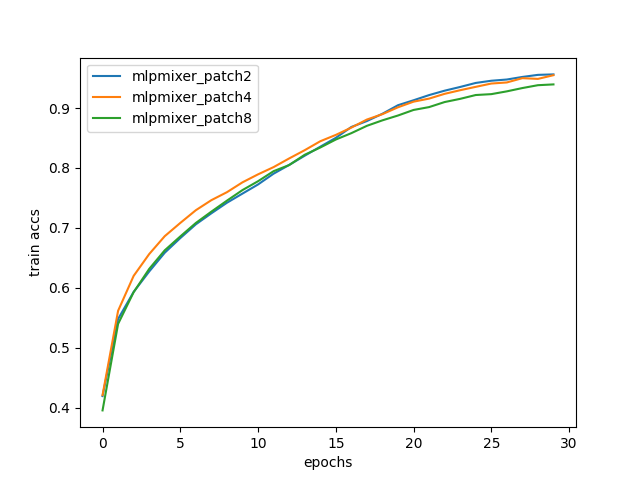 mlpmixer_patch2
mlpmixer_patch4
mlpmixer_patch8
train accs
0.9
0.8
0.7
0.6
0.5
0.4
0 5 10 15 20 25 30
epochs